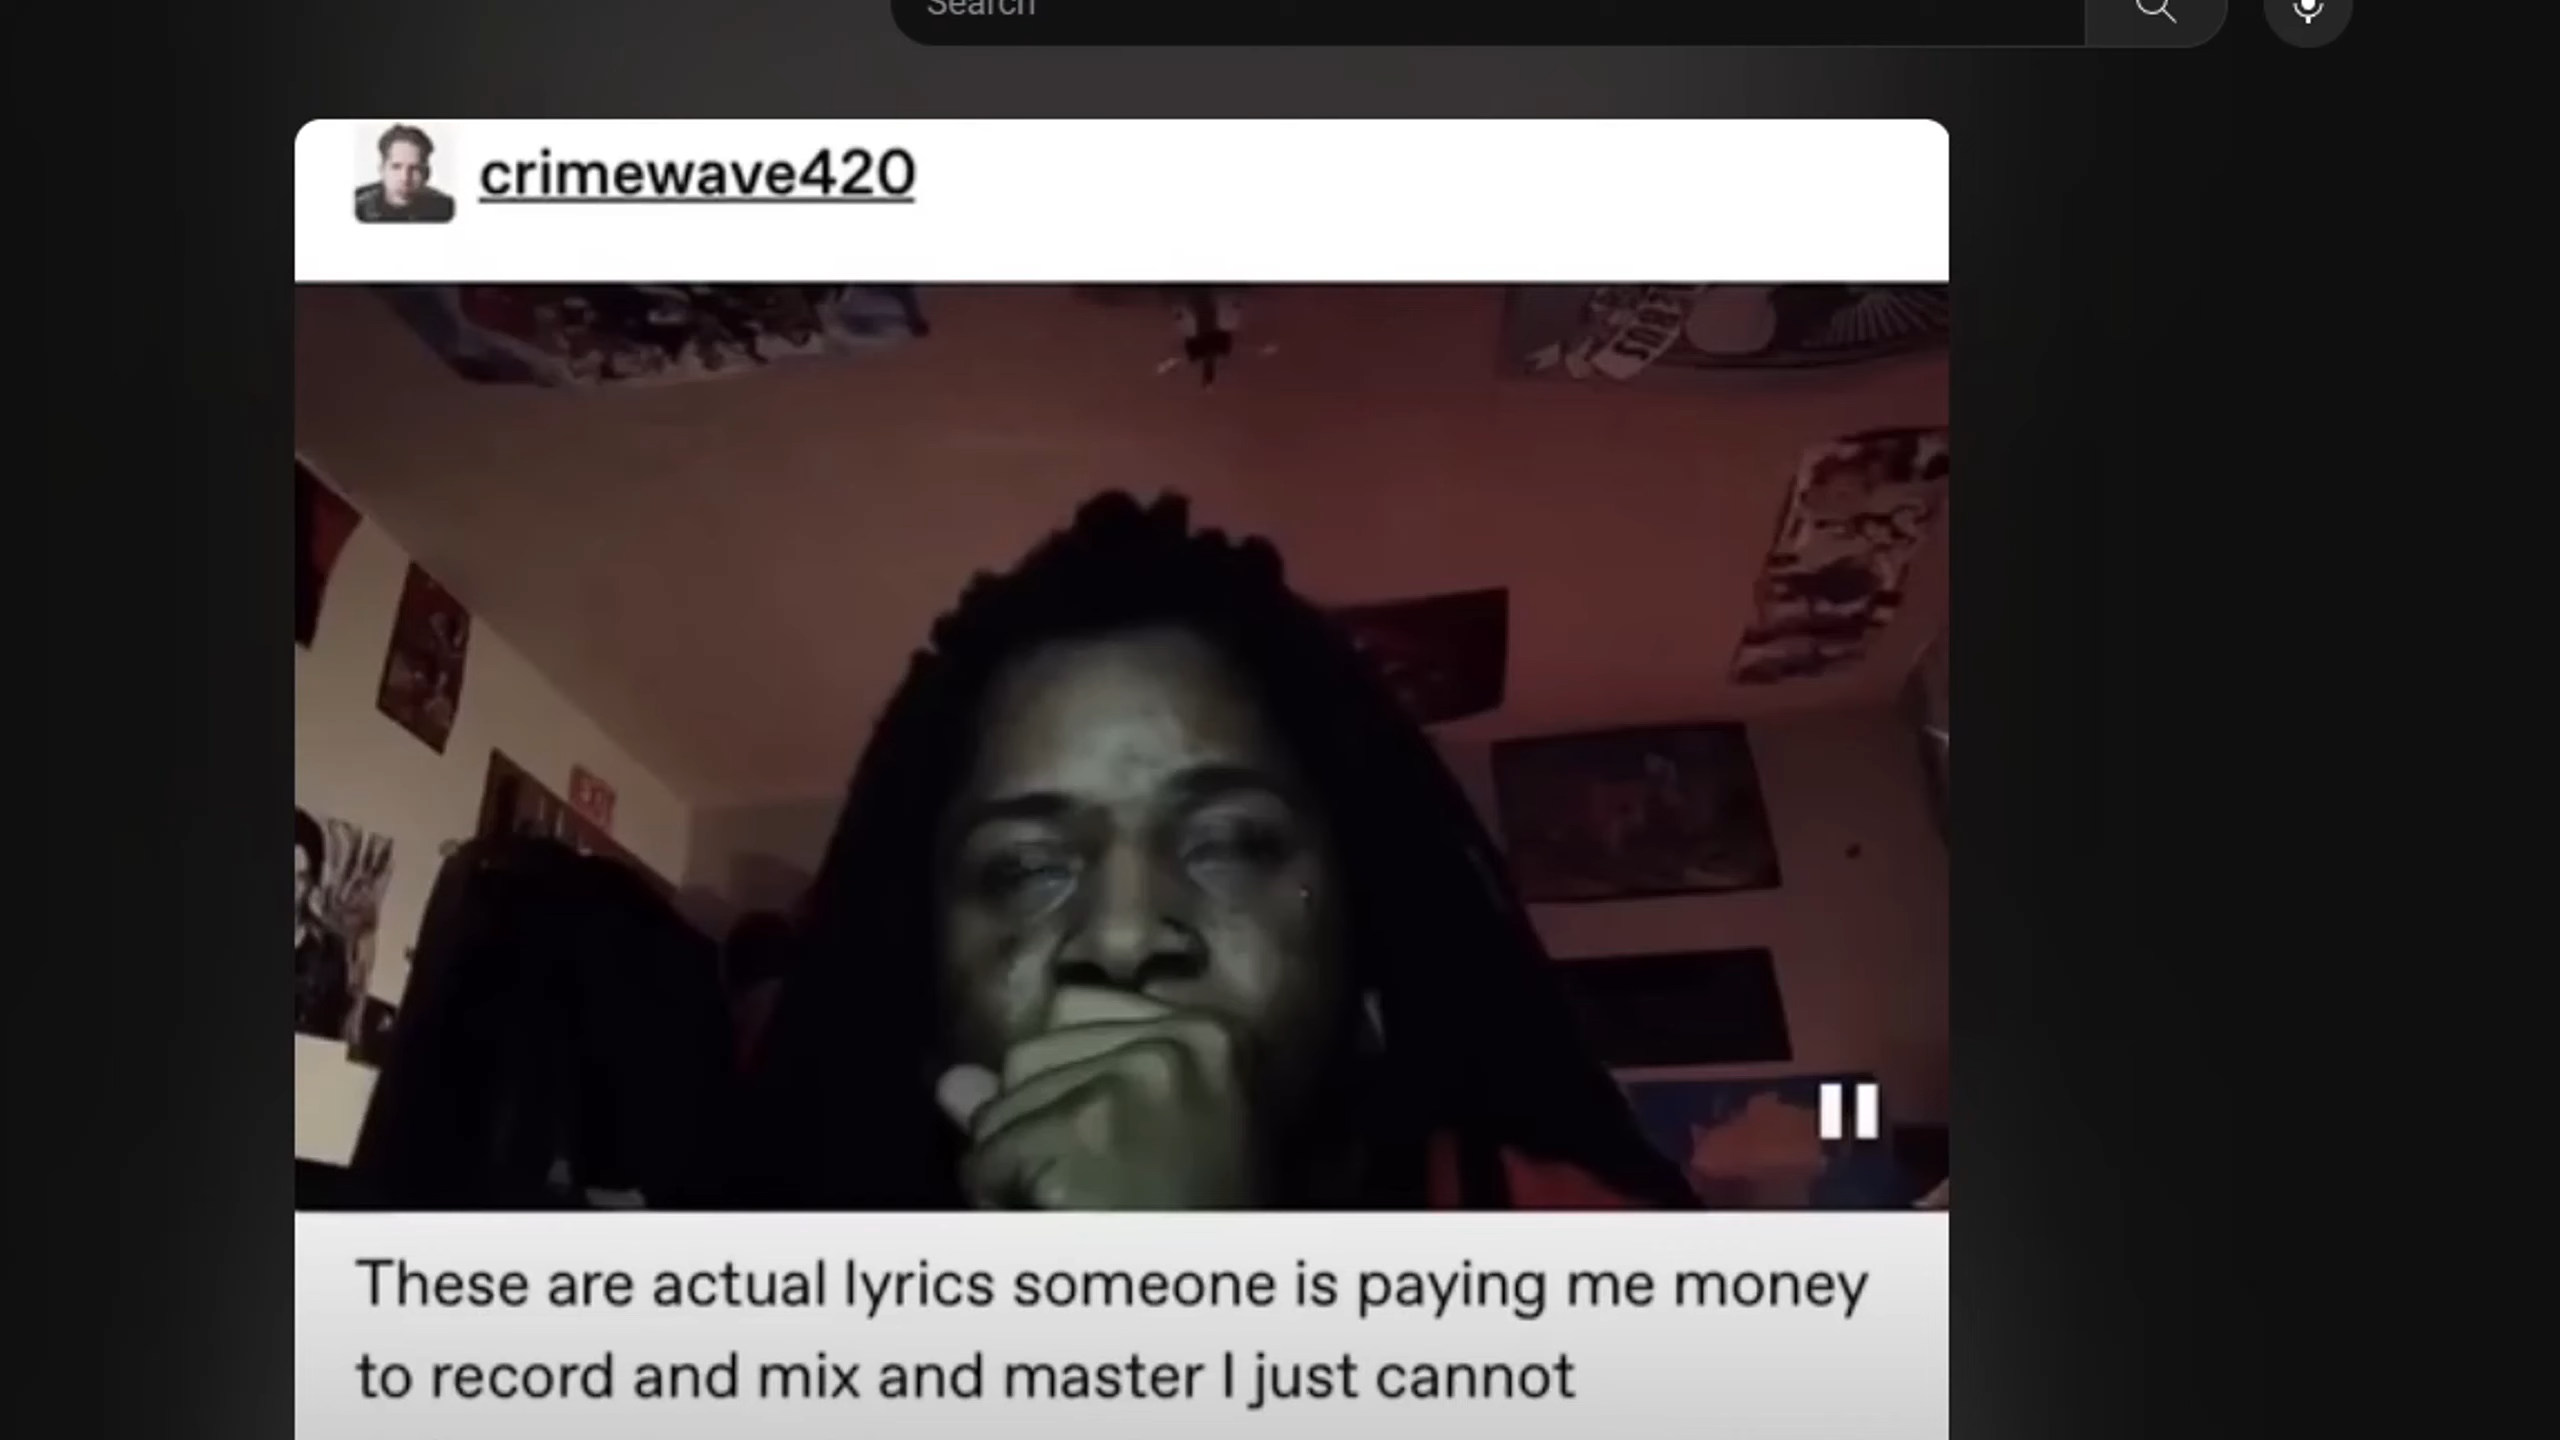 Search
crimewave420
These are actual lyrics someone is paying me money
to record and mix and master I just cannot